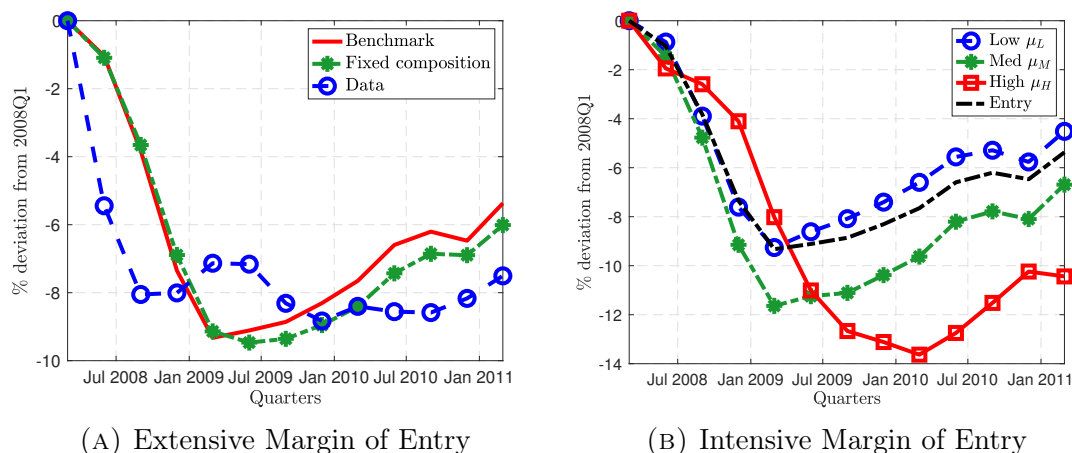 Benchmark
Fixed composition
Data
% deviation from 2008Q1
0
-2
-4
-6
-8
-10
Jul 2008 Jan 2009 Jul 2009 Jan 2010 Jul 2010 Jan 2011
Quarters
(A) Extensive Margin of Entry
Low μL
Med μM
High μH
Entry
% deviation from 2008Q1
0
-2
-4
-6
-8
-10
-12
-14
Jul 2008 Jan 2009 Jul 2009 Jan 2010 Jul 2010 Jan 2011
Quarters
(B) Intensive Margin of Entry